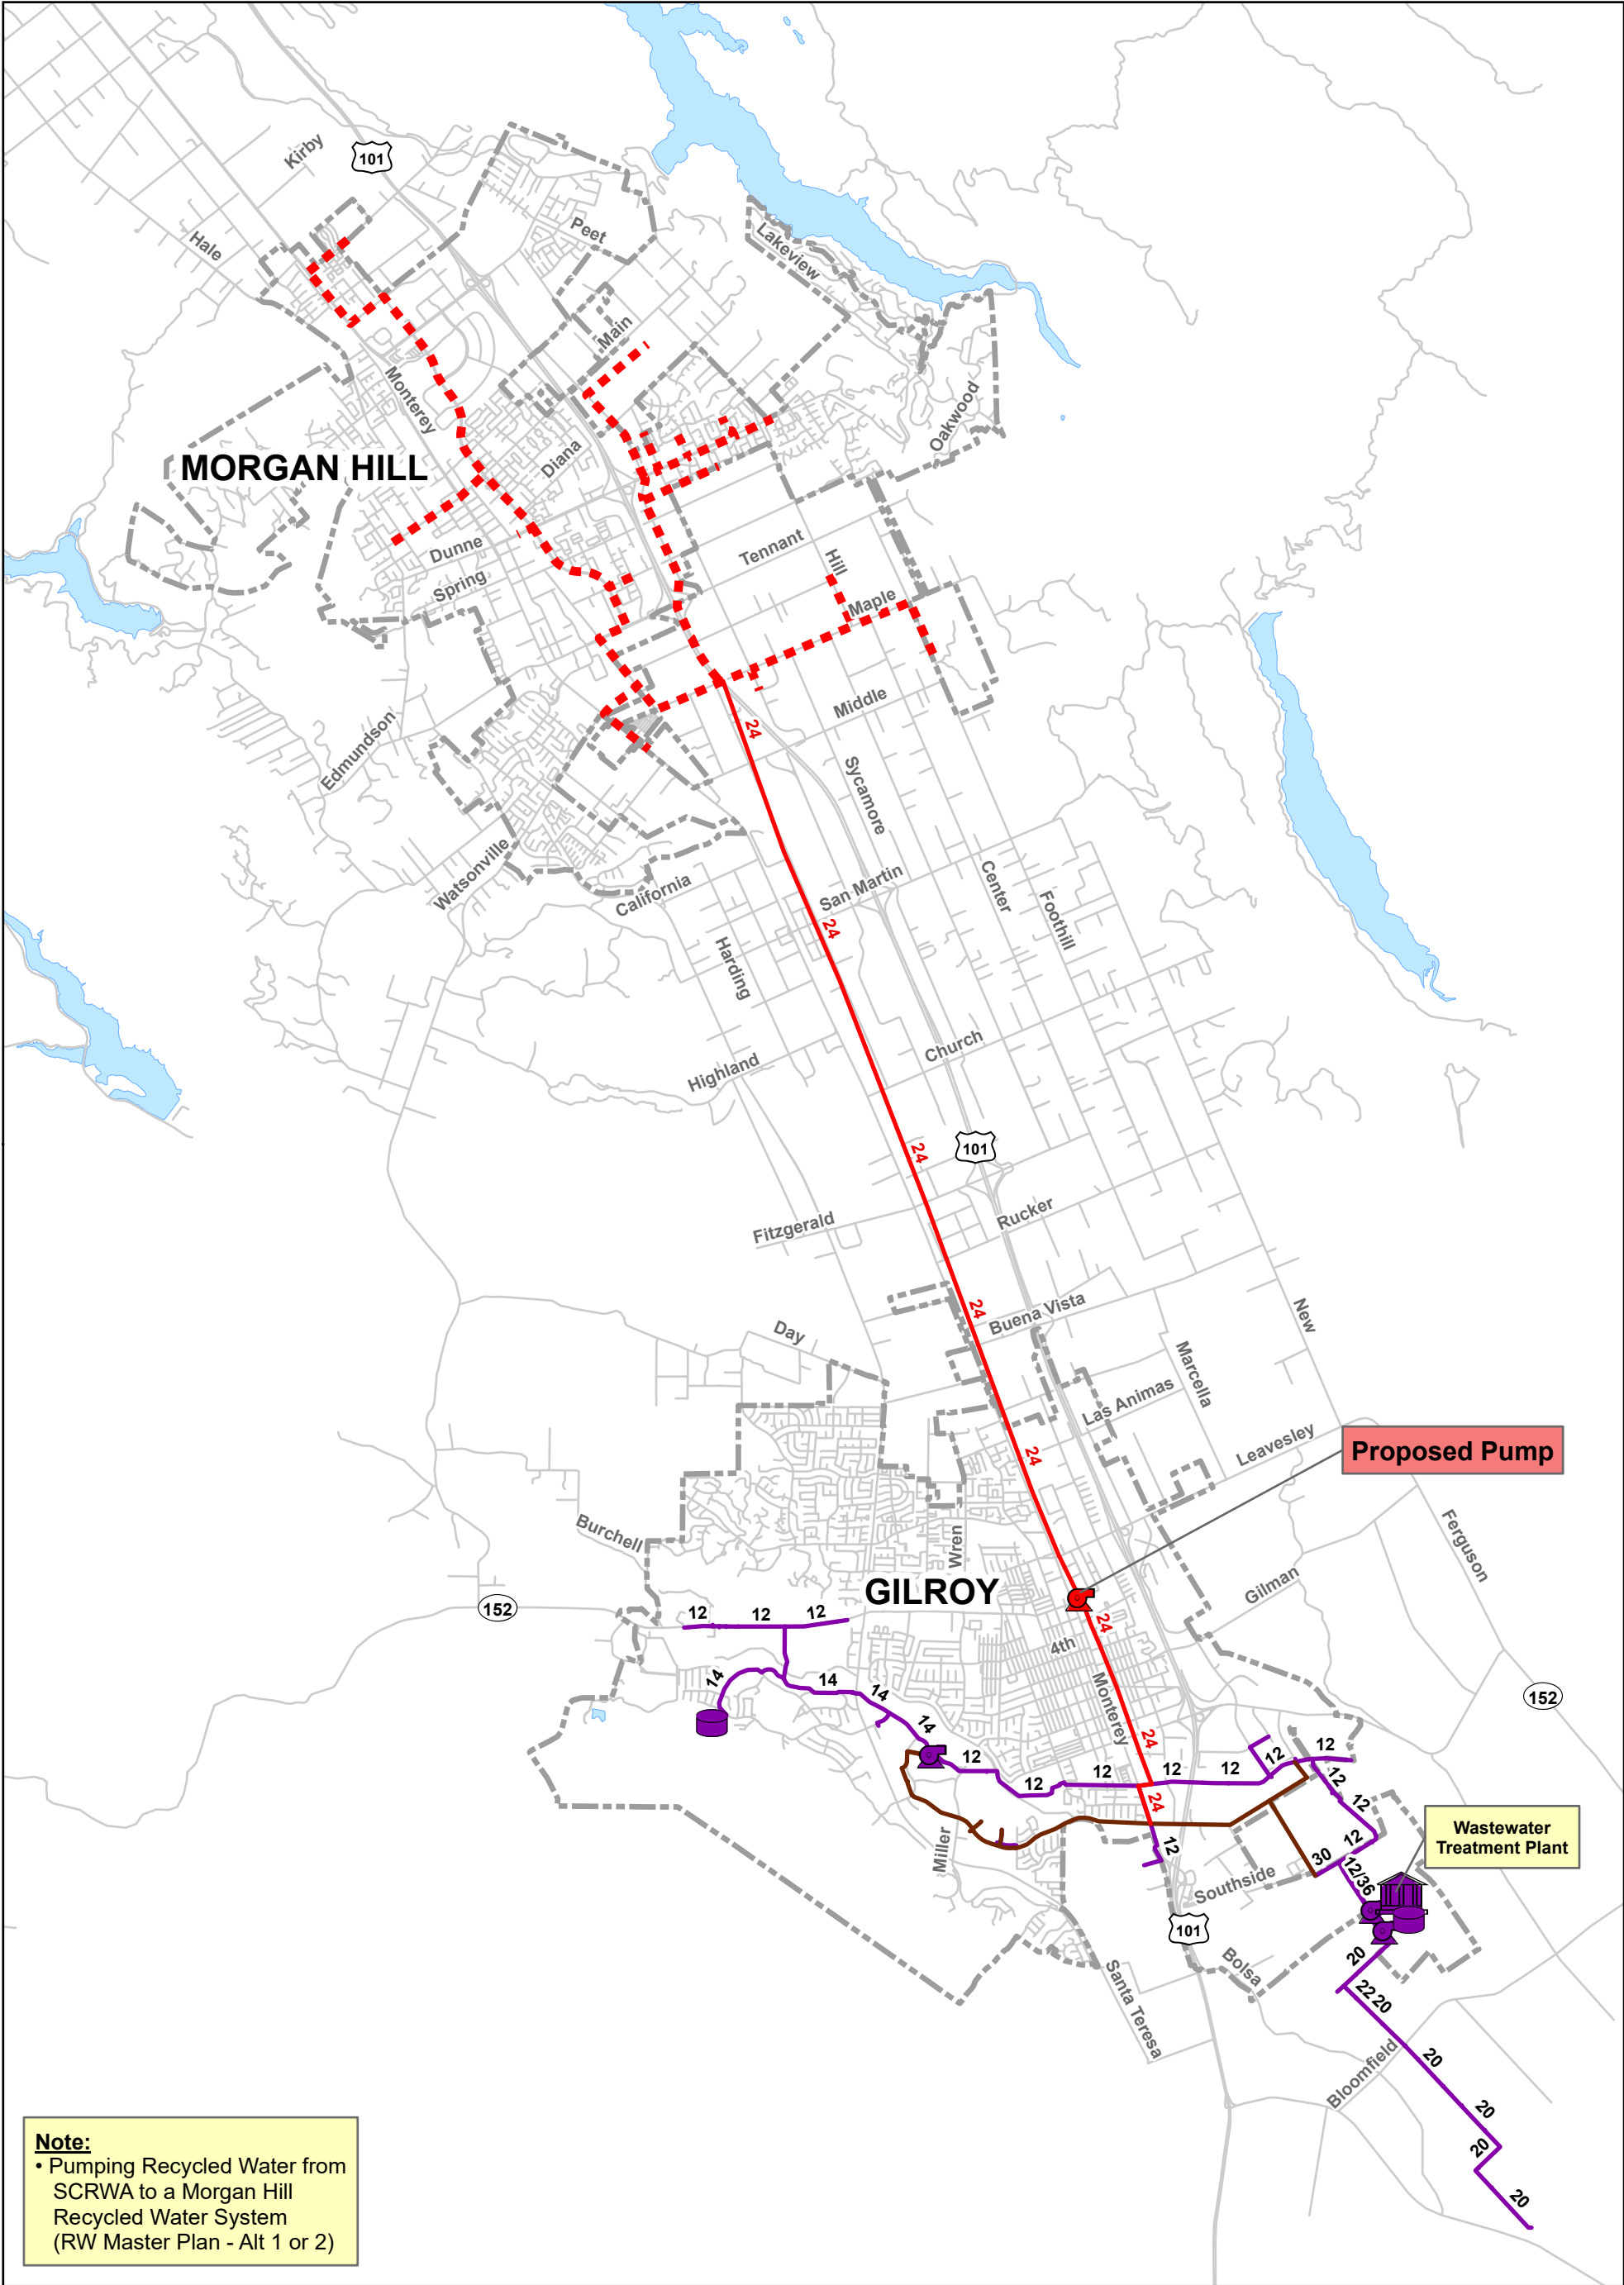 Kirby
101
Hale
Peet
Lakeview
Main
Monterey
Oakwood
MORGAN HILL
Diana
Dunne
Tennant
Hill
Spring
Maple
Middle
24
Edmundson
Sycamore
Watsonville
San Martin
California
Center
Foothill
24
Harding
Church
Highland
24
101
Rucker
Fitzgerald
24
Buena Vista
New
Day
Marcella
Las Animas
Leavesley
Proposed Pump
24
Burchell
Wren
Ferguson
GILROY
Gilman
152
12
12
12
24
4th
14
14
14
Monterey
152
14
24
12
12
12
12
12
12
12
12
12
24
12
12
Miller
12
30
12/36
Wastewater
Treatment Plant
Southside
101
Bolsa
20
Santa Teresa
22
20
20
Bloomfield
20
20
20
Note:
• Pumping Recycled Water from
SCRWA to a Morgan Hill
Recycled Water System
(RW Master Plan - Alt 1 or 2)